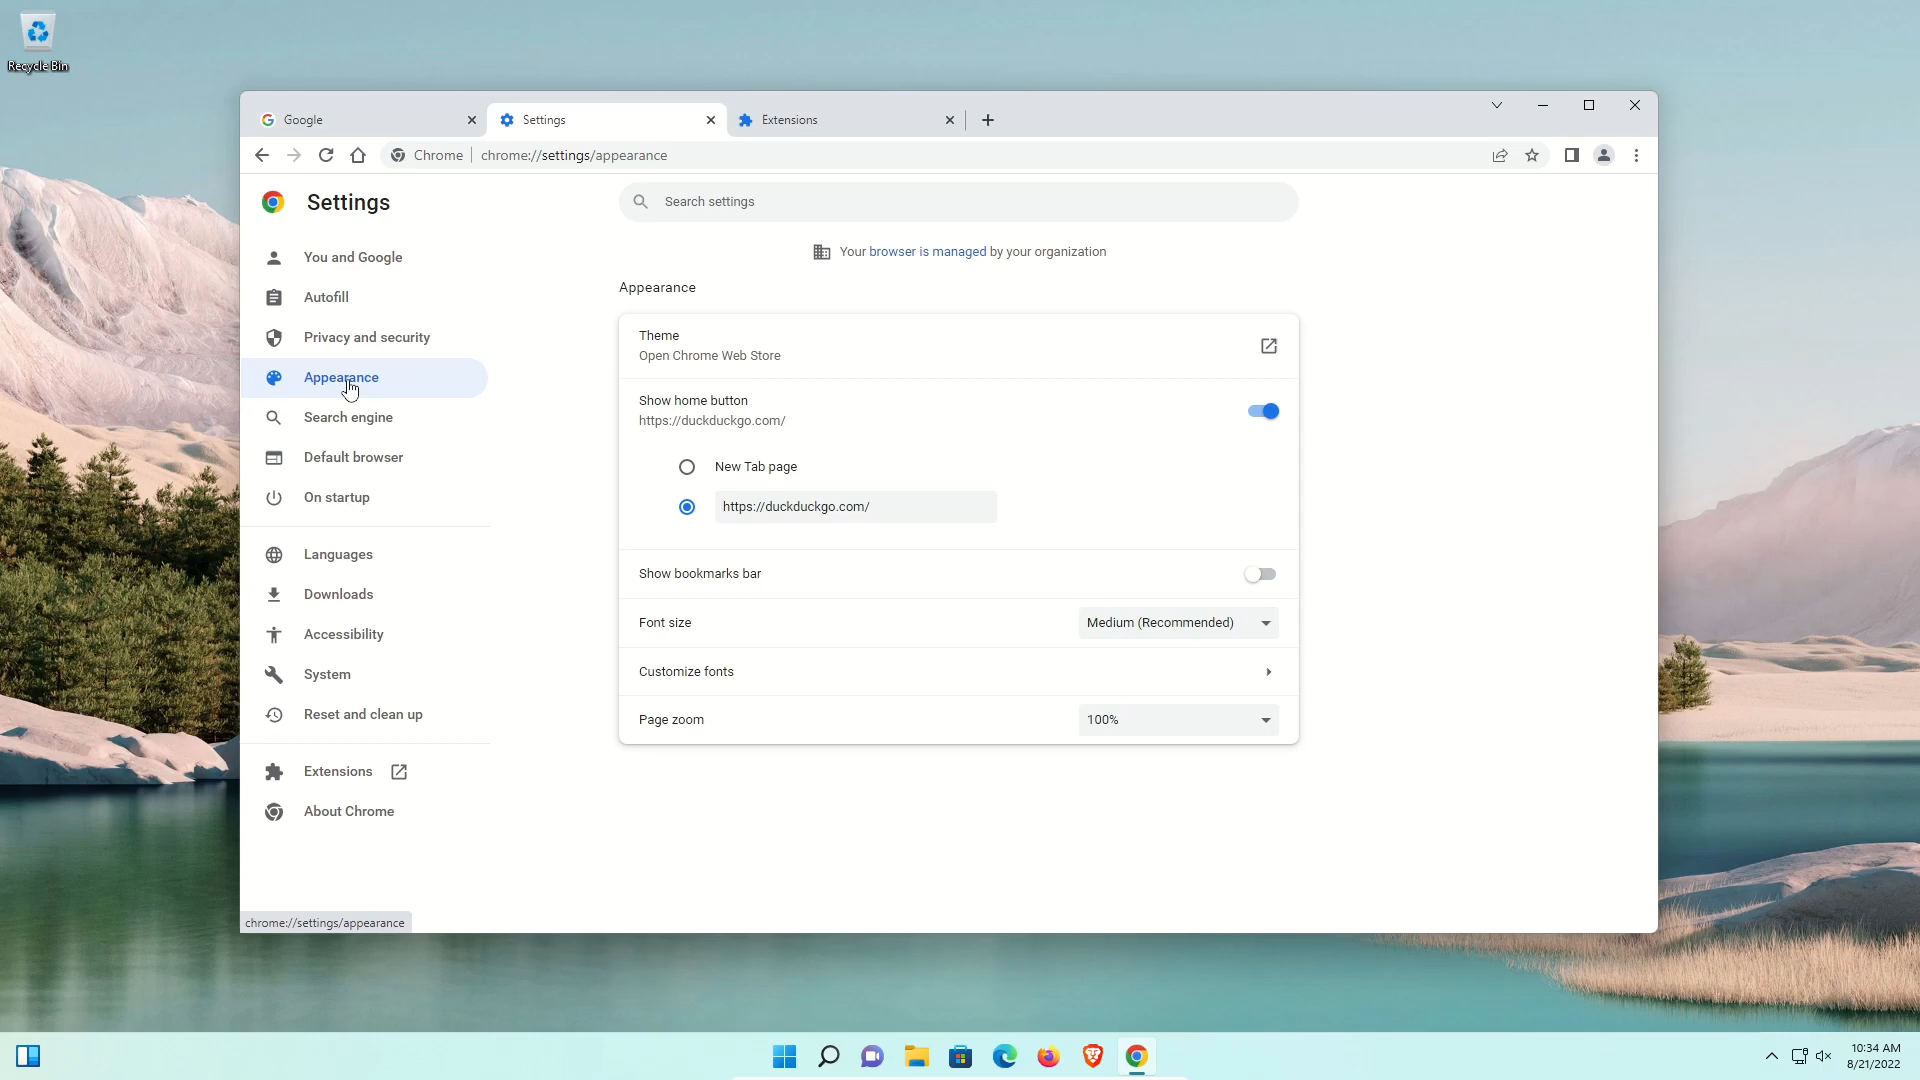 Recycle Bin
Google
Settings
Extensions
Chrome
chrome://settings/appearance
Settings
Search settings
Your browser is managed by your organization
You and Google
Autofill
Privacy and security
Appearance
Search engine
Default browser
On startup
Languages
Downloads
Accessibility
System
Reset and clean up
Extensions
About Chrome
Appearance
Theme
Open Chrome Web Store
Show home button
https://duckduckgo.com/
New Tab page
https://duckduckgo.com/
Show bookmarks bar
Font size
Medium (Recommended)
Customize fonts
Page zoom
100%
chrome://settings/appearance
10:34 AM
8/21/2022